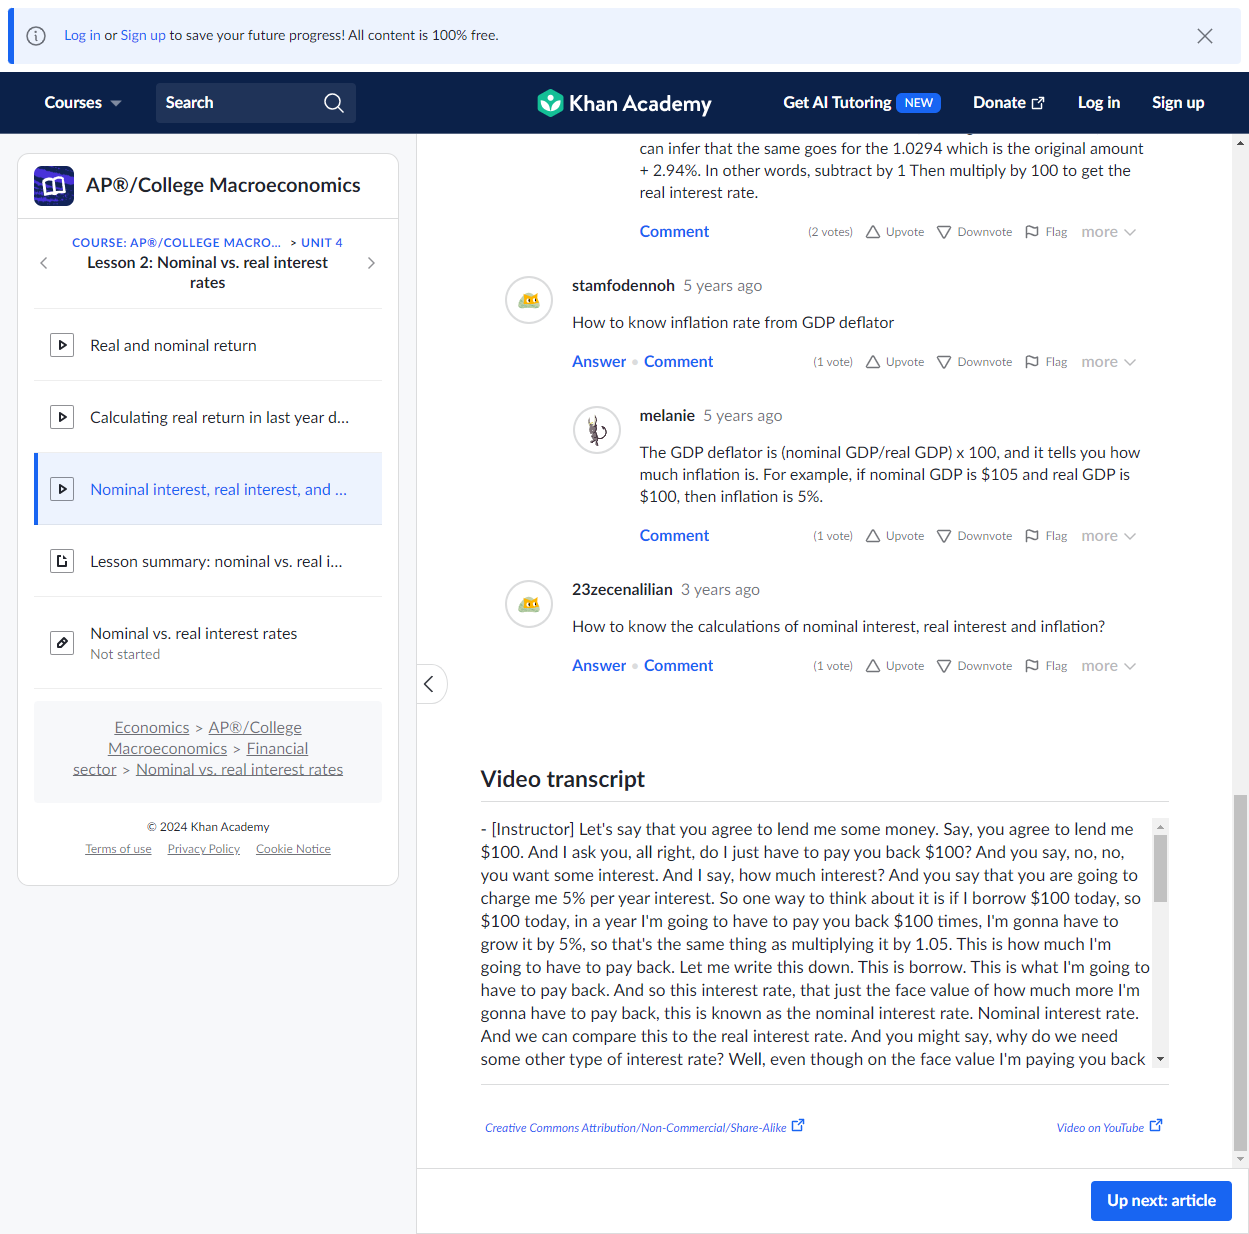 Log in or Sign up to save your future progress! All content is 100% free.
Courses
Search
Khan Academy
Get AI Tutoring NEW
Donate
Log in
Sign up
AP®/College Macroeconomics
COURSE: AP®/COLLEGE MACRO... > UNIT 4
Lesson 2: Nominal vs. real interest
rates
Real and nominal return
Calculating real return in last year d...
Nominal interest, real interest, and ...
Lesson summary: nominal vs. real i...
Nominal vs. real interest rates
Not started
Economics > AP®/College
Macroeconomics > Financial
sector > Nominal vs. real interest rates
© 2024 Khan Academy
Terms of use Privacy Policy Cookie Notice
can infer that the same goes for the 1.0294 which is the original amount
+ 2.94%. In other words, subtract by 1 Then multiply by 100 to get the
real interest rate.
Comment (2 votes) Upvote Downvote Flag more
stamfodennoh 5 years ago
How to know inflation rate from GDP deflator
Answer • Comment (1 vote) Upvote Downvote Flag more
melanie 5 years ago
The GDP deflator is (nominal GDP/real GDP) x 100, and it tells you how
much inflation is. For example, if nominal GDP is $105 and real GDP is
$100, then inflation is 5%.
Comment (1 vote) Upvote Downvote Flag more
23zecenalilian 3 years ago
How to know the calculations of nominal interest, real interest and inflation?
Answer • Comment (1 vote) Upvote Downvote Flag more
Video transcript
- [Instructor] Let's say that you agree to lend me some money. Say, you agree to lend me
$100. And I ask you, all right, do I just have to pay you back $100? And you say, no, no,
you want some interest. And I say, how much interest? And you say that you are going to
charge me 5% per year interest. So one way to think about it is if I borrow $100 today, so
$100 today, in a year I'm going to have to pay you back $100 times, I'm gonna have to
grow it by 5%, so that's the same thing as multiplying it by 1.05. This is how much I'm
going to have to pay back. Let me write this down. This is borrow. This is what I'm going to
have to pay back. And so this interest rate, that just the face value of how much more I'm
gonna have to pay back, this is known as the nominal interest rate. Nominal interest rate.
And we can compare this to the real interest rate. And you might say, why do we need
some other type of interest rate? Well, even though on the face value I'm paying you back
Creative Commons Attribution/Non-Commercial/Share-Alike
Video on YouTube
Up next: article